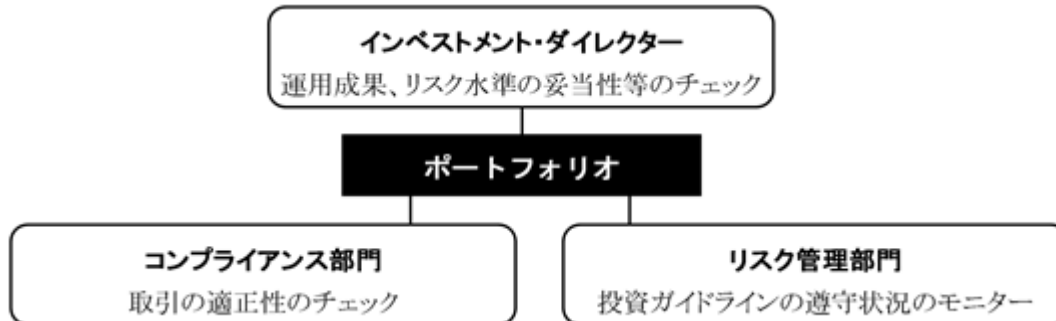 インベストメント・ダイレクター
運用成果、リスク水準の妥当性等のチェック
ポートフォリオ
コンプライアンス部門
取引の適正性のチェック
リスク管理部門
投資ガイドラインの遵守状況のモニター